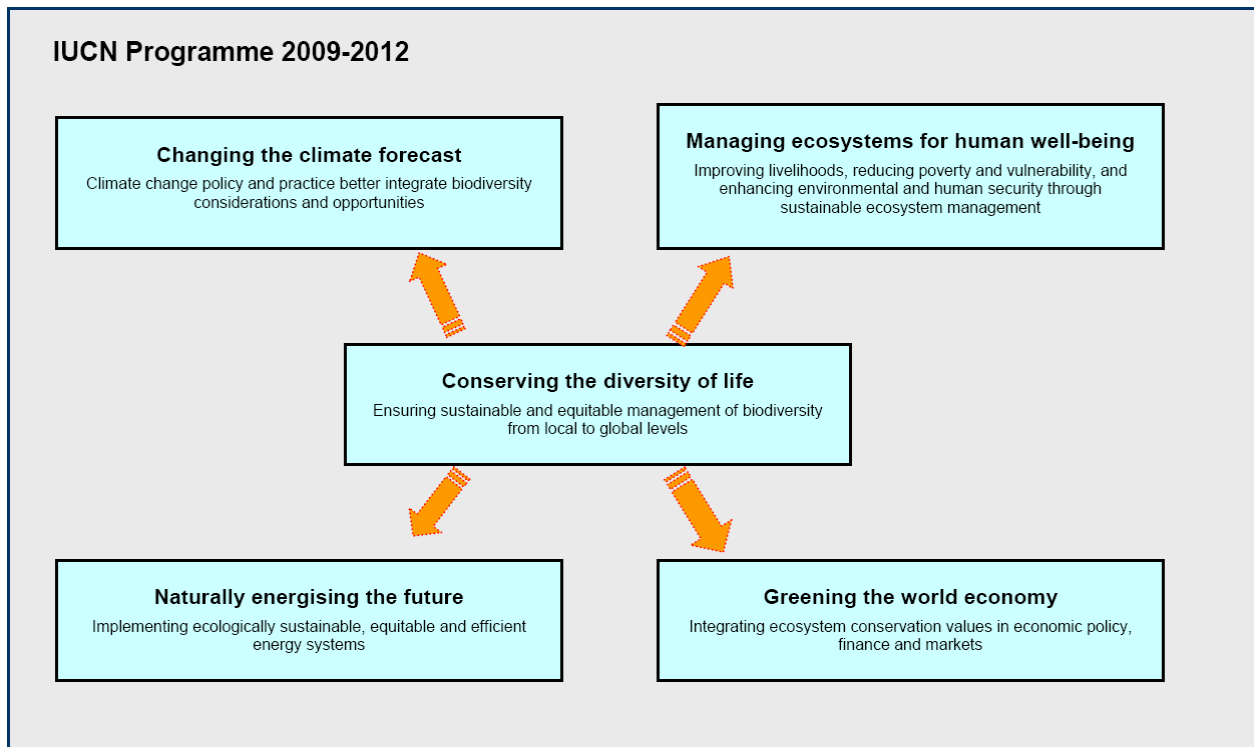 IUCN Programme 2009-2012
Changing the climate forecast
Climate change policy and practice better integrate biodiversity
considerations and opportunities
Managing ecosystems for human well-being
Improving livelihoods, reducing poverty and vulnerability, and
enhancing environmental and human security through
sustainable ecosystem management
Conserving the diversity of life
Ensuring sustainable and equitable management of biodiversity
from local to global levels
Naturally energising the future
Implementing ecologically sustainable, equitable and efficient
energy systems
Greening the world economy
Integrating ecosystem conservation values in economic policy,
finance and markets